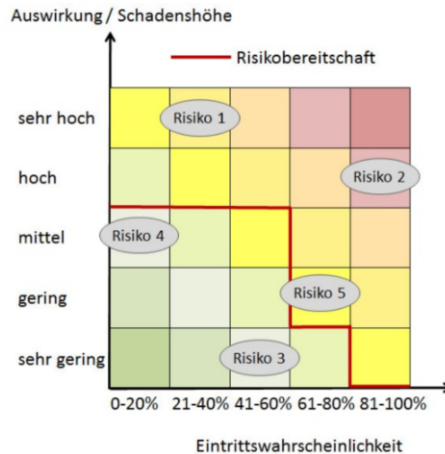 Auswirkung / Schadenshöhe
Risikobereitschaft
sehr hoch
Risiko 1
hoch
Risiko 2
mittel
Risiko 4
gering
Risiko 5
sehr gering
Risiko 3
0-20% 21-40% 41-60% 61-80% 81-100%
Eintrittswahrscheinlichkeit